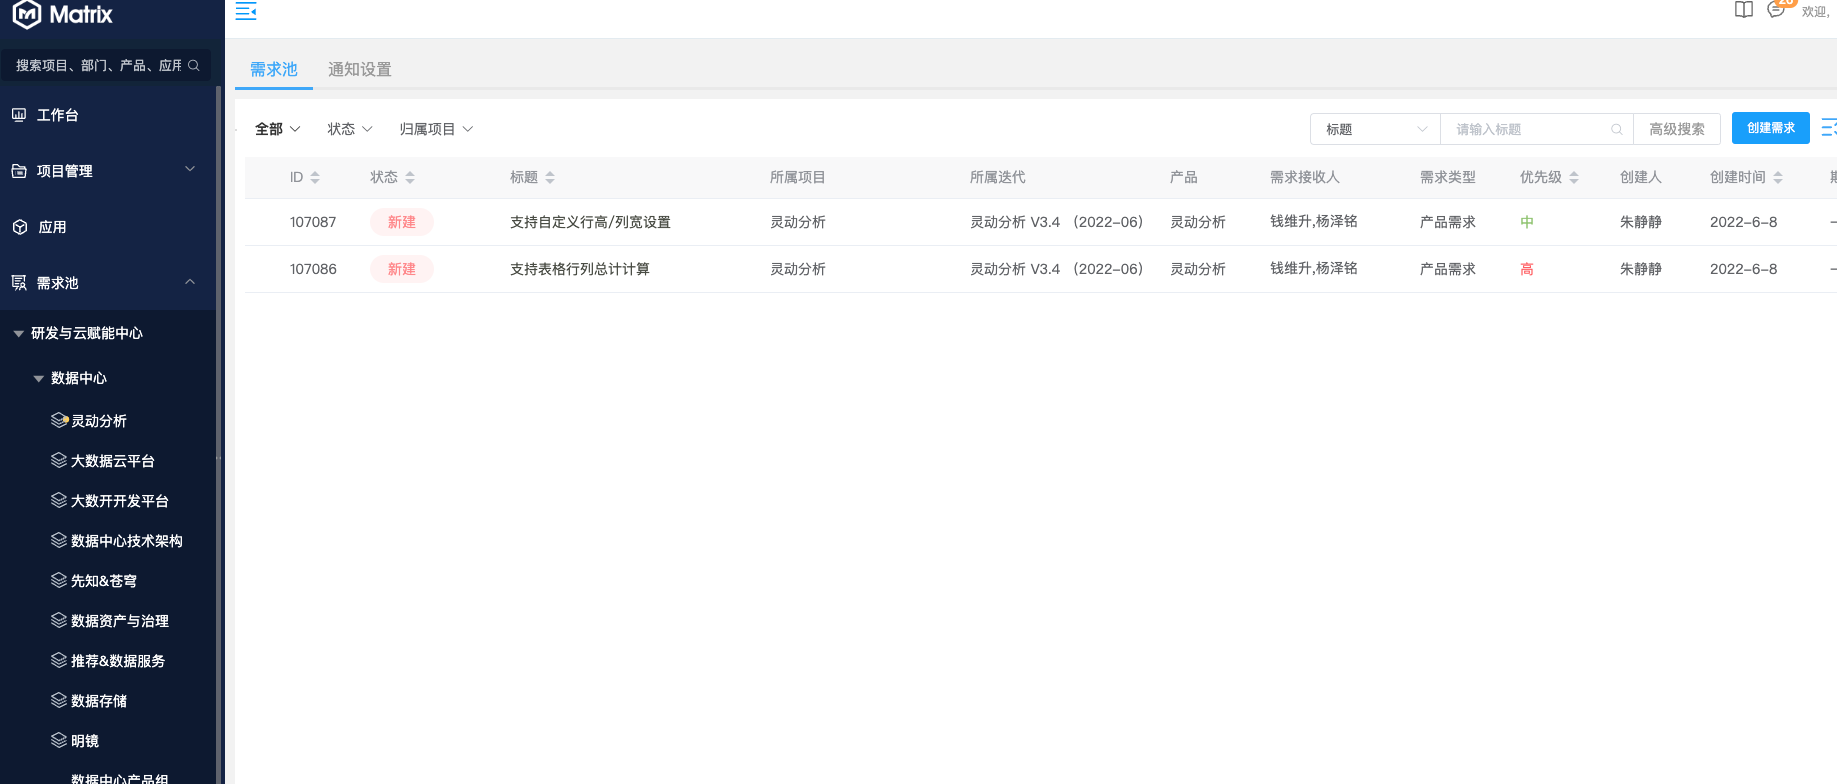 Matrix
搜索项目、部门、产品、应用
工作台
项目管理
应用
需求池
研发与云赋能中心
数据中心
灵动分析
大数据云平台
大数开开发平台
数据中心技术架构
先知&苍穹
数据资产与治理
推荐&数据服务
数据存储
明镜
数据中心产品组
欢迎,
需求池 通知设置
全部 状态 归属项目 标题 请输入标题 高级搜索 创建需求
ID 状态 标题 所属项目 所属迭代 产品 需求接收人 需求类型 优先级 创建人 创建时间
107087 新建 支持自定义行高/列宽设置 灵动分析 灵动分析 V3.4 （2022-06） 灵动分析 钱维升,杨泽铭 产品需求 中 朱静静 2022-6-8
107086 新建 支持表格行列总计计算 灵动分析 灵动分析 V3.4 （2022-06） 灵动分析 钱维升,杨泽铭 产品需求 高 朱静静 2022-6-8